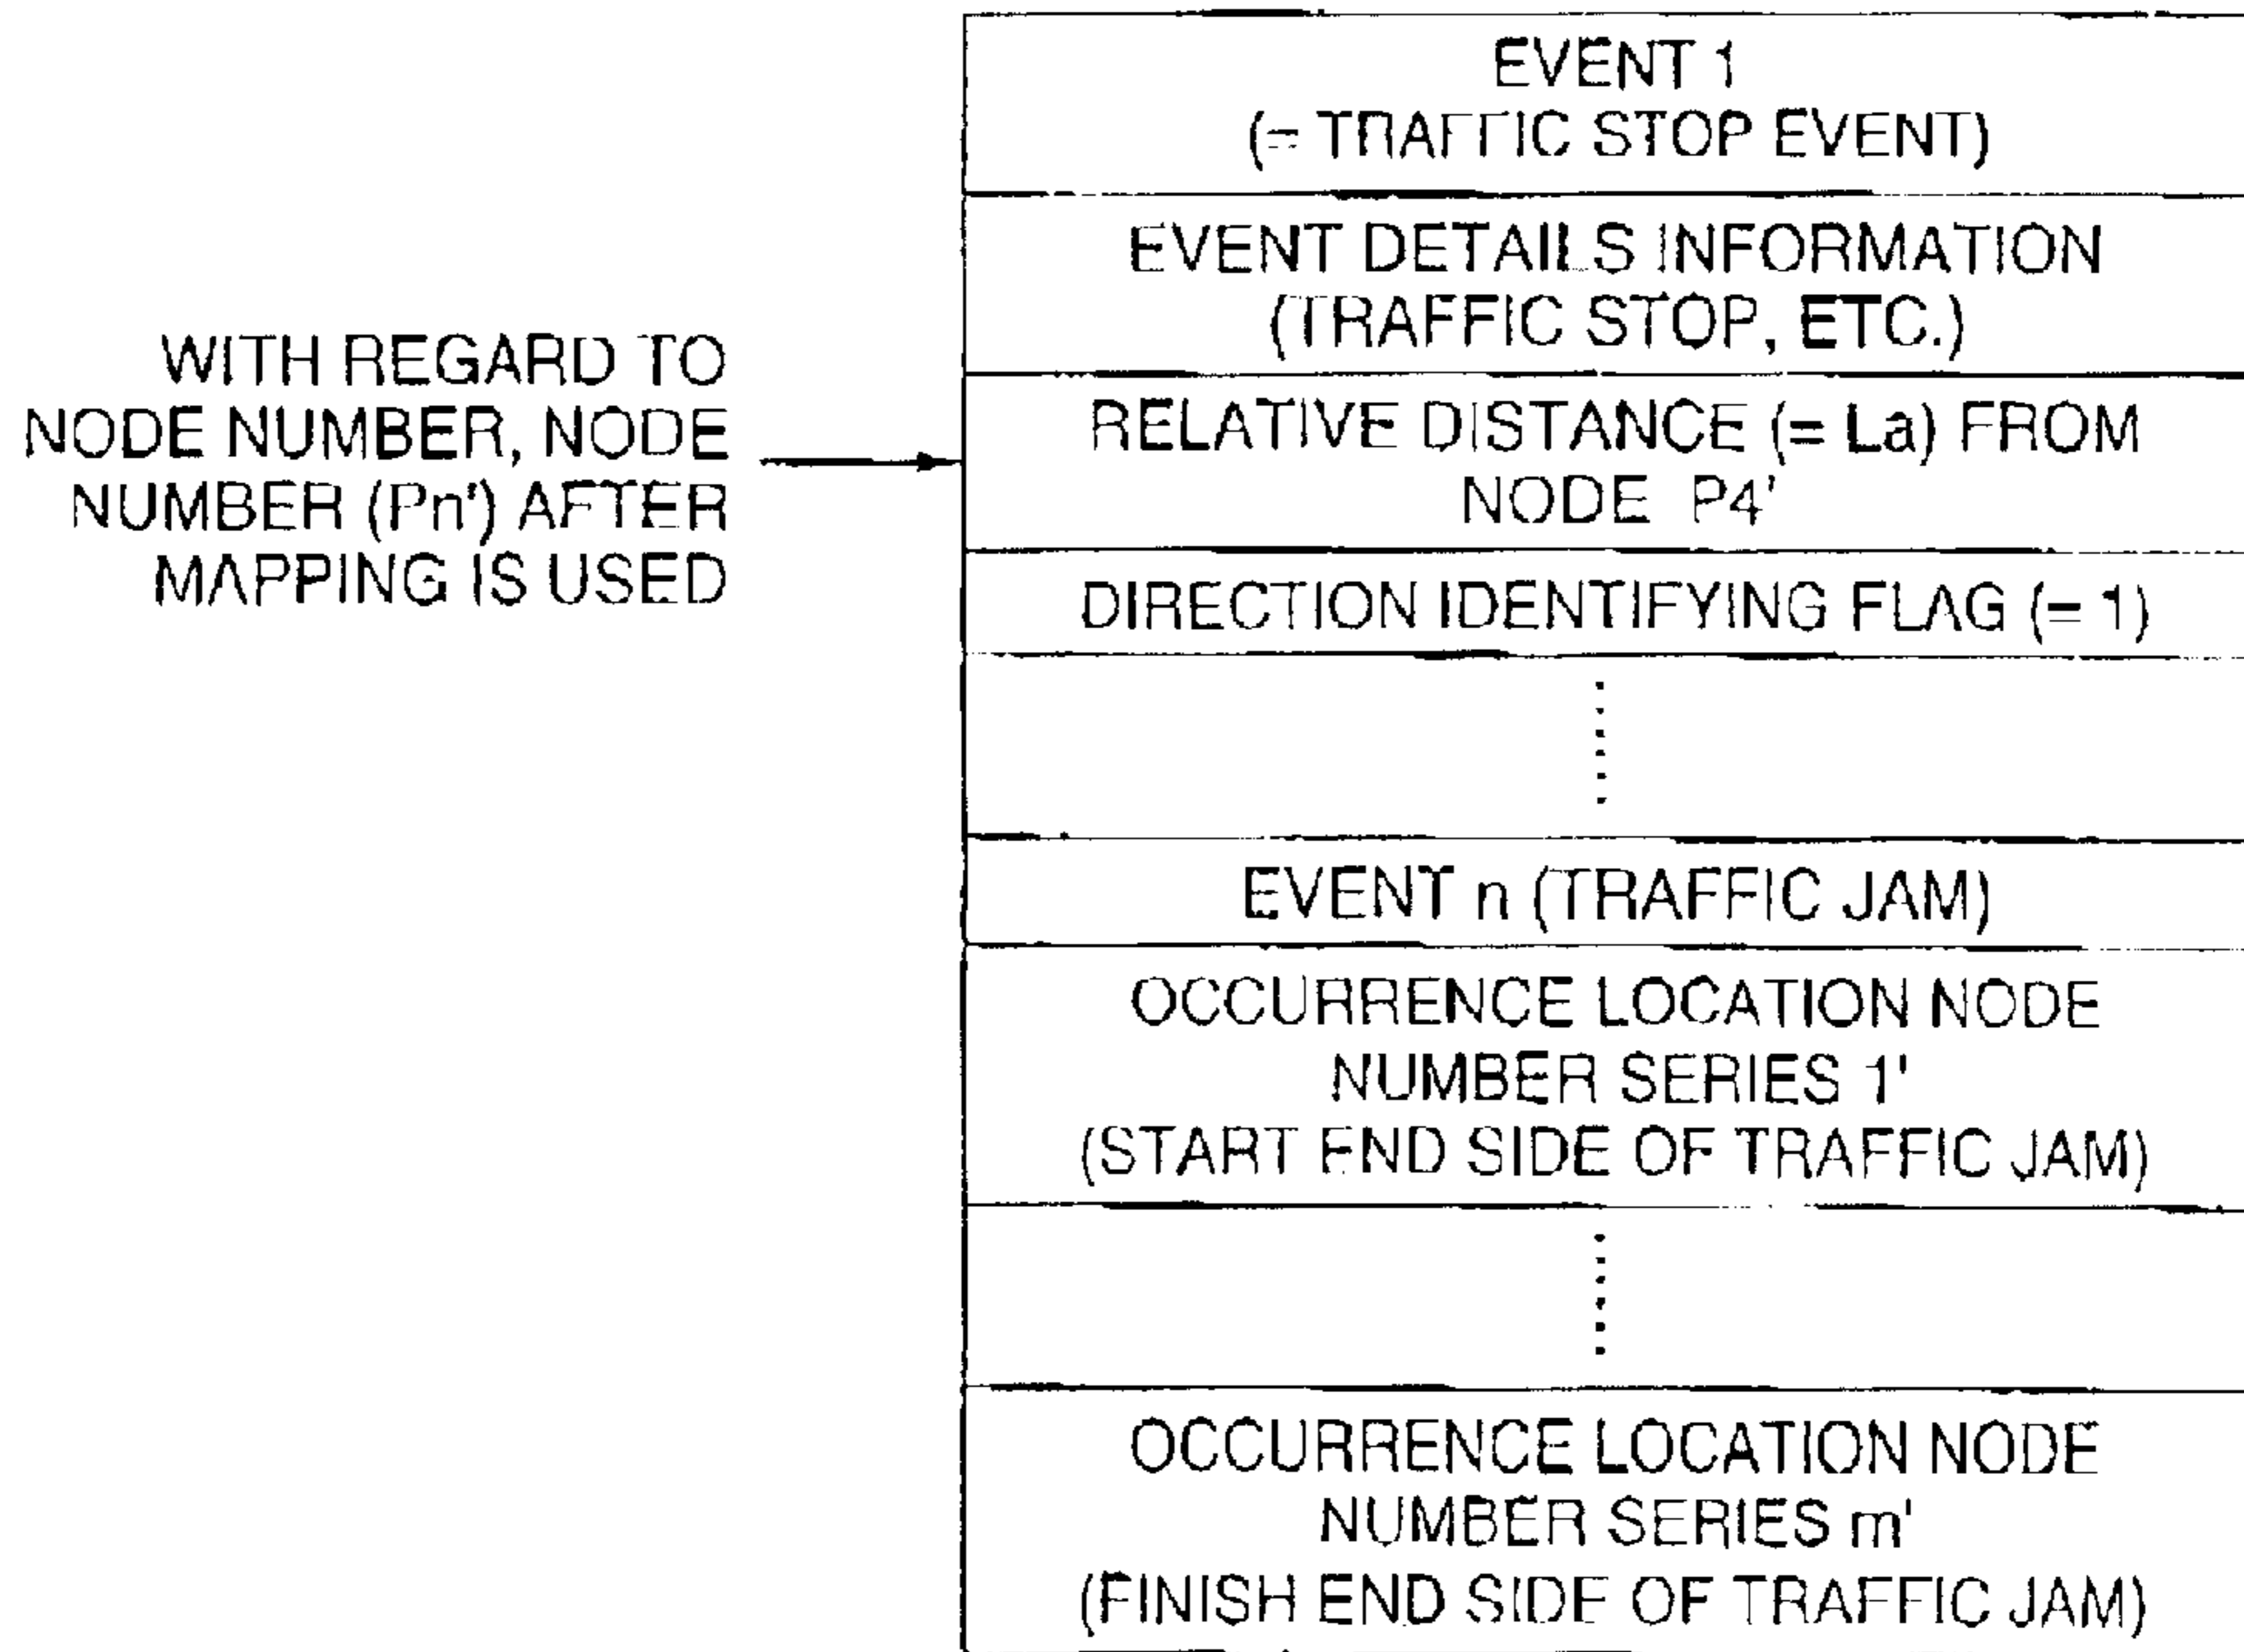 EVENT 1
(= TRAFFIC STOP EVENT)
EVENT DETAILS INFORMATION
(TRAFFIC STOP, ETC.)
WITH REGARD TO
NODE NUMBER, NODE
NUMBER (Pn') AFTER
MAPPING IS USED
RELATIVE DISTANCE (= La) FROM
NODE P4'
DIRECTION IDENTIFYING FLAG (= 1)
EVENT n (TRAFFIC JAM)
OCCURRENCE LOCATION NODE
NUMBER SERIES 1'
(START END SIDE OF TRAFFIC JAM)
OCCURRENCE LOCATION NODE
NUMBER SERIES m'
(FINISH END SIDE OF TRAFFIC JAM)